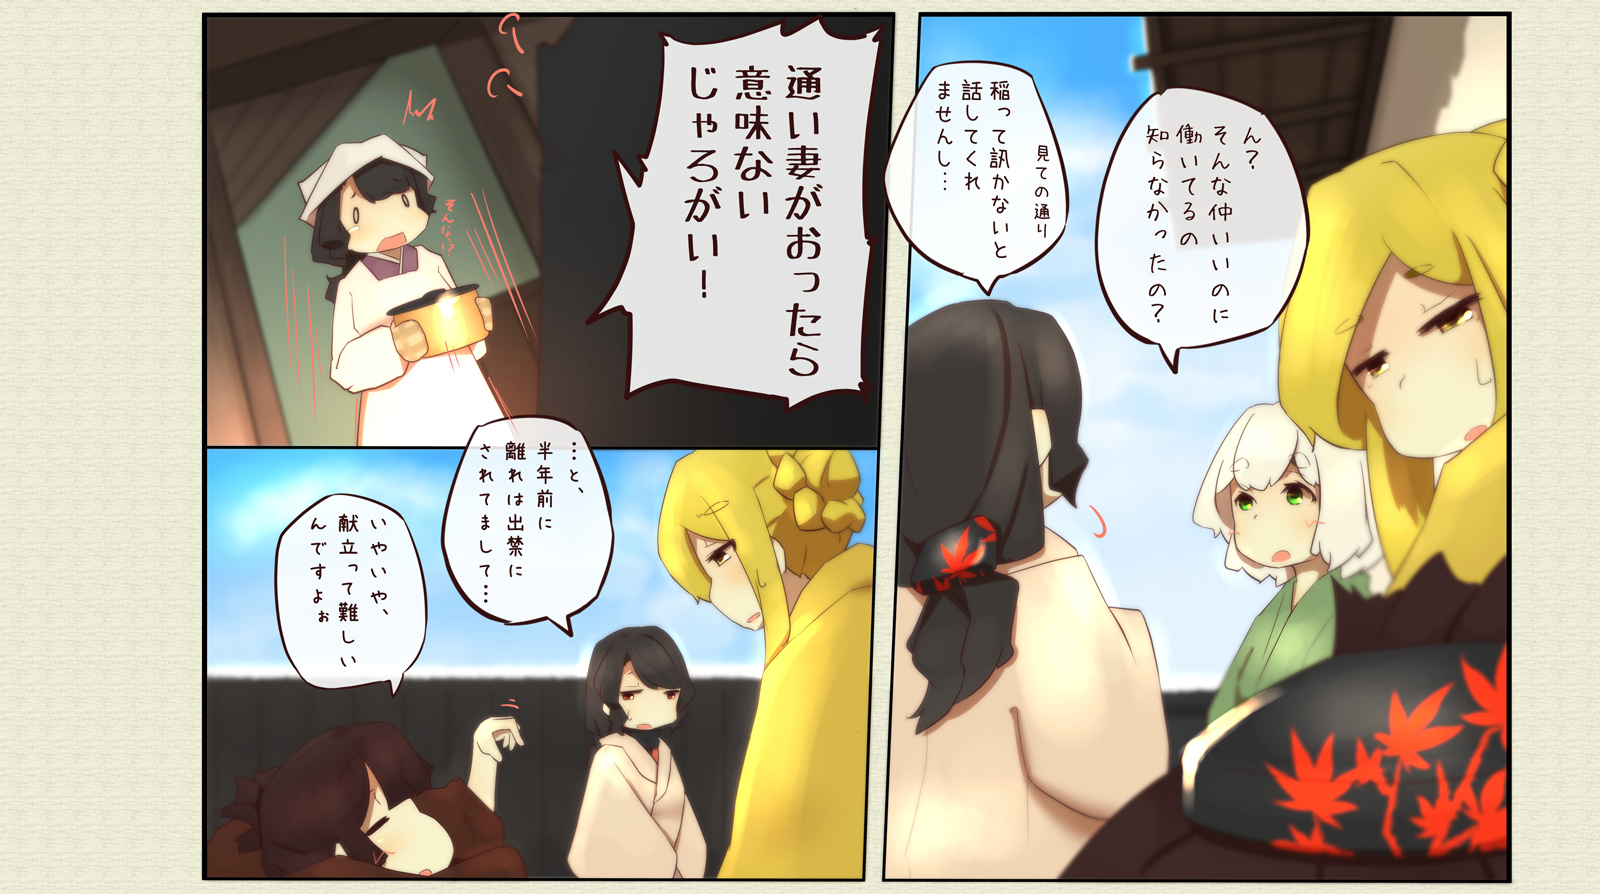 ん?
そんな仲いいのに
働いてるの
知らなかったの?
見ての通り
稲って訊かないと
話してくれ
ませんし…
通い妻がおったら
意味ない
じゃろがい!
そんなっ!?
…と、
半年前に
離れは出禁に
されてまして…
いやいや、
献立って難しい
んですよぉ